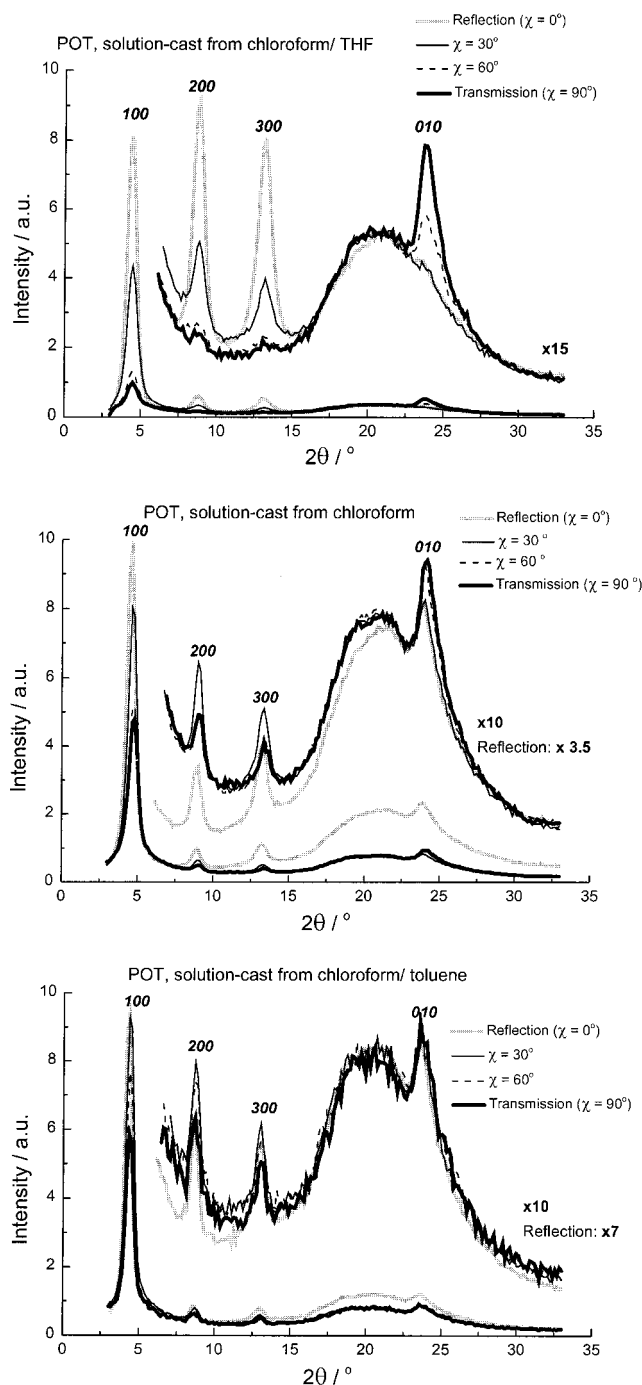 POT, solution-cast from chloroform/ THF
Reflection (χ = 0°)
χ = 30°
χ = 60°
Transmission (χ = 90°)
100
200
300
010
x15
Intensity / a.u.
10
8
6
4
2
0
0 5 10 15 20 25 30 35
2θ / °
POT, solution-cast from chloroform
Reflection (χ = 0°)
χ = 30 °
χ = 60 °
Transmission (χ = 90 °)
100
200
300
010
x10
Reflection: x 3.5
Intensity / a.u.
10
8
6
4
2
0
0 5 10 15 20 25 30 35
2θ / °
POT, solution-cast from chloroform/ toluene
Reflection (χ = 0°)
χ = 30°
χ = 60°
Transmission (χ = 90°)
100
200
300
010
x10
Reflection: x7
Intensity / a.u.
10
8
6
4
2
0
0 5 10 15 20 25 30 35
2θ / °